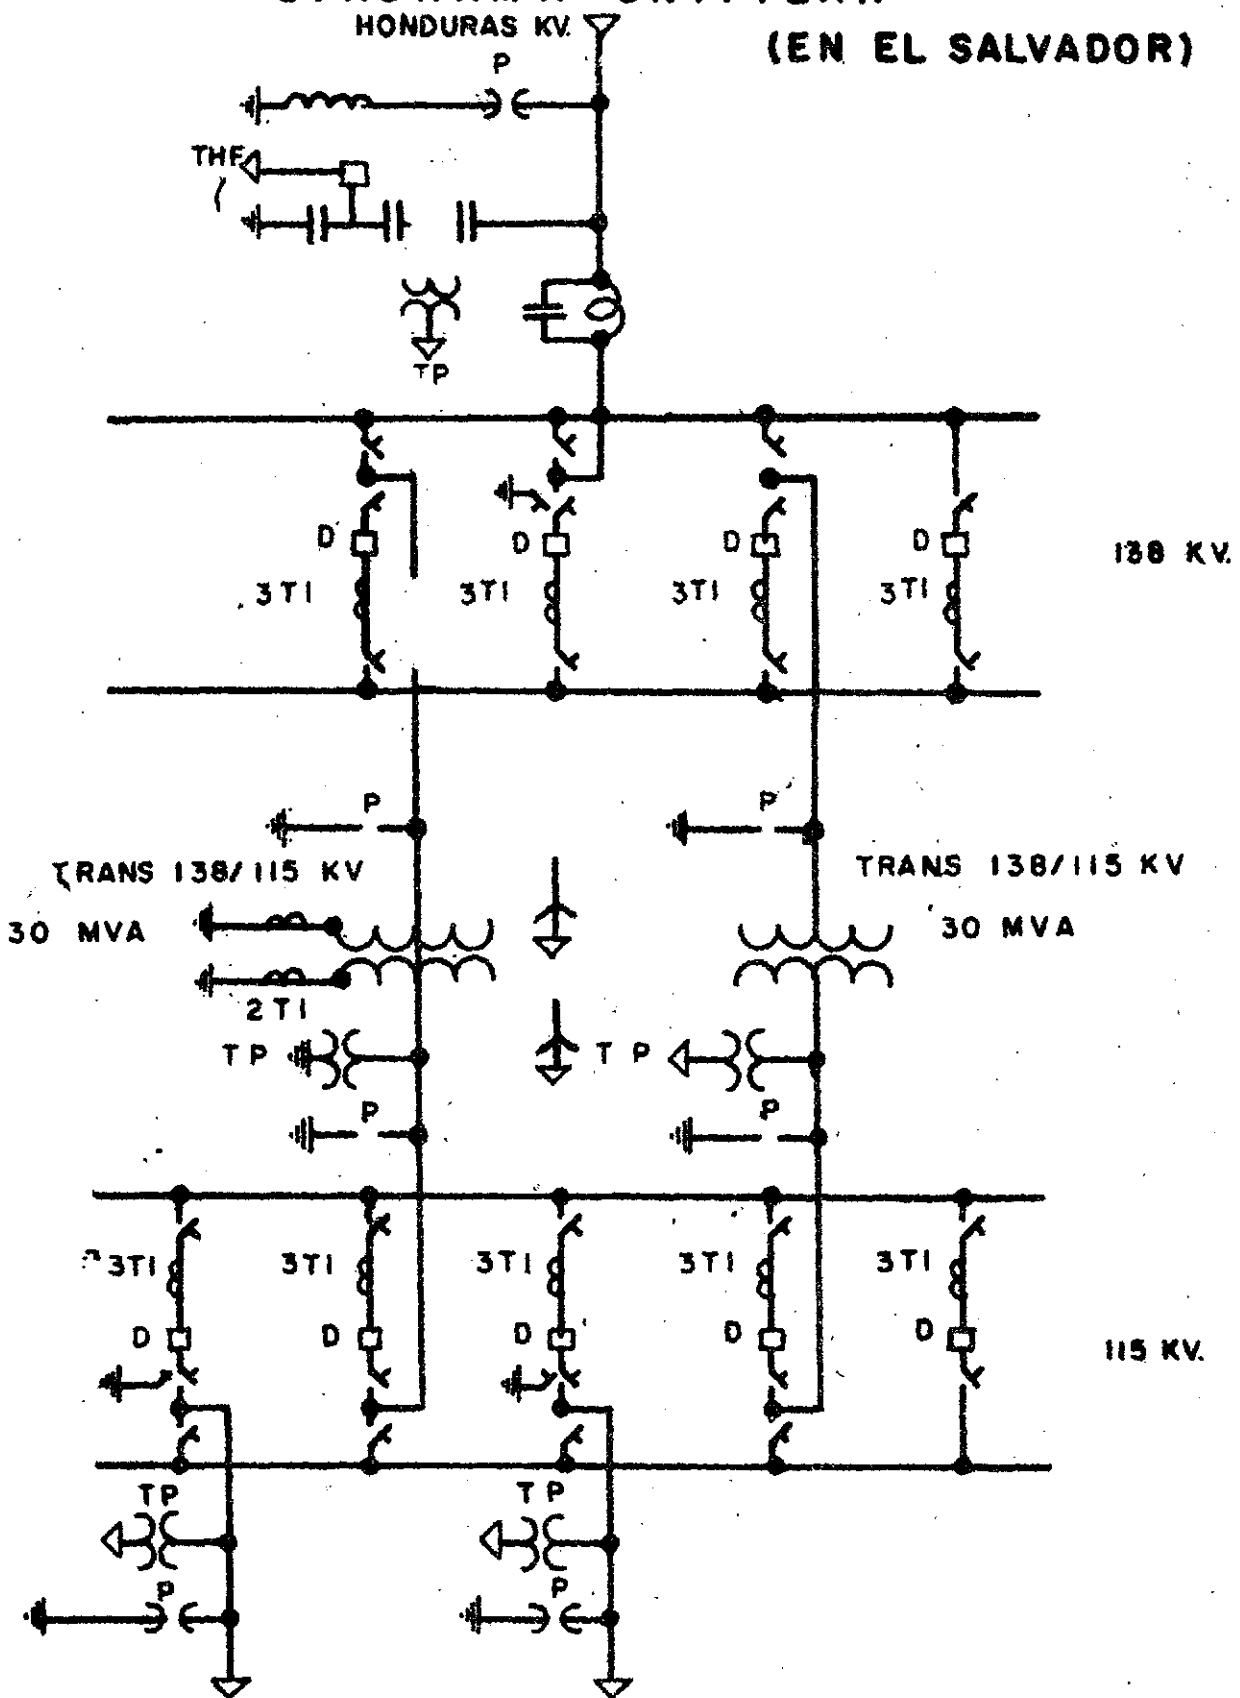 HONDURAS KV.
(EN EL SALVADOR)
P
THF
TP
D D D D
138 KV.
3TI 3TI 3TI 3TI
P P
TRANS 138/115 KV TRANS 138/115 KV
30 MVA 30 MVA
2TI
TP TP
P P
3TI 3TI 3TI 3TI 3TI
D D D D D
115 KV.
TP TP
P P